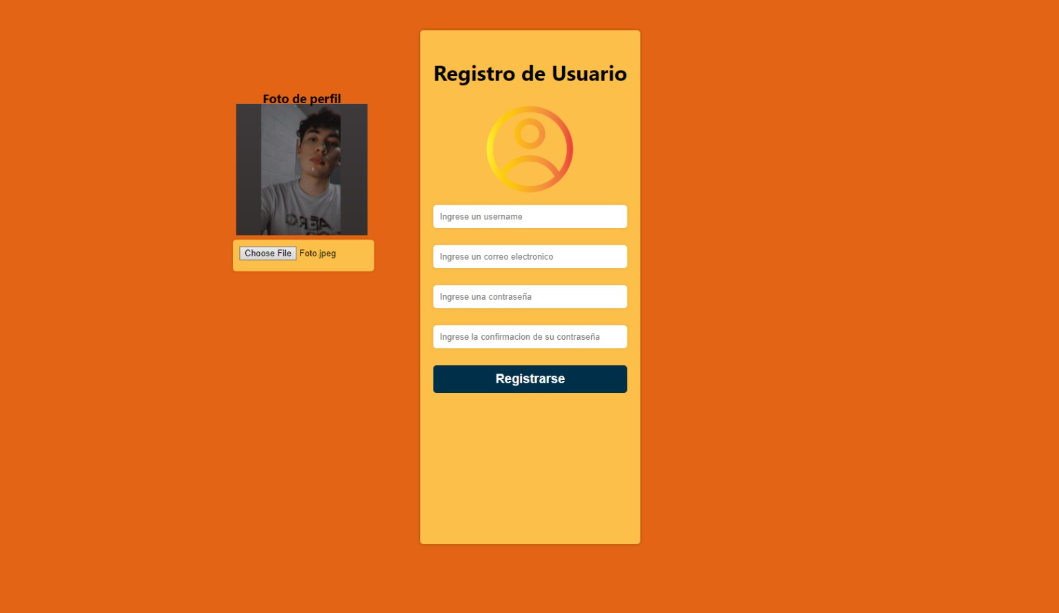 Registro de Usuario
Foto de perfil
Choose File Foto.jpeg
Ingrese un username
Ingrese un correo electronico
Ingrese una contraseña
Ingrese la confirmacion de su contraseña
Registrarse